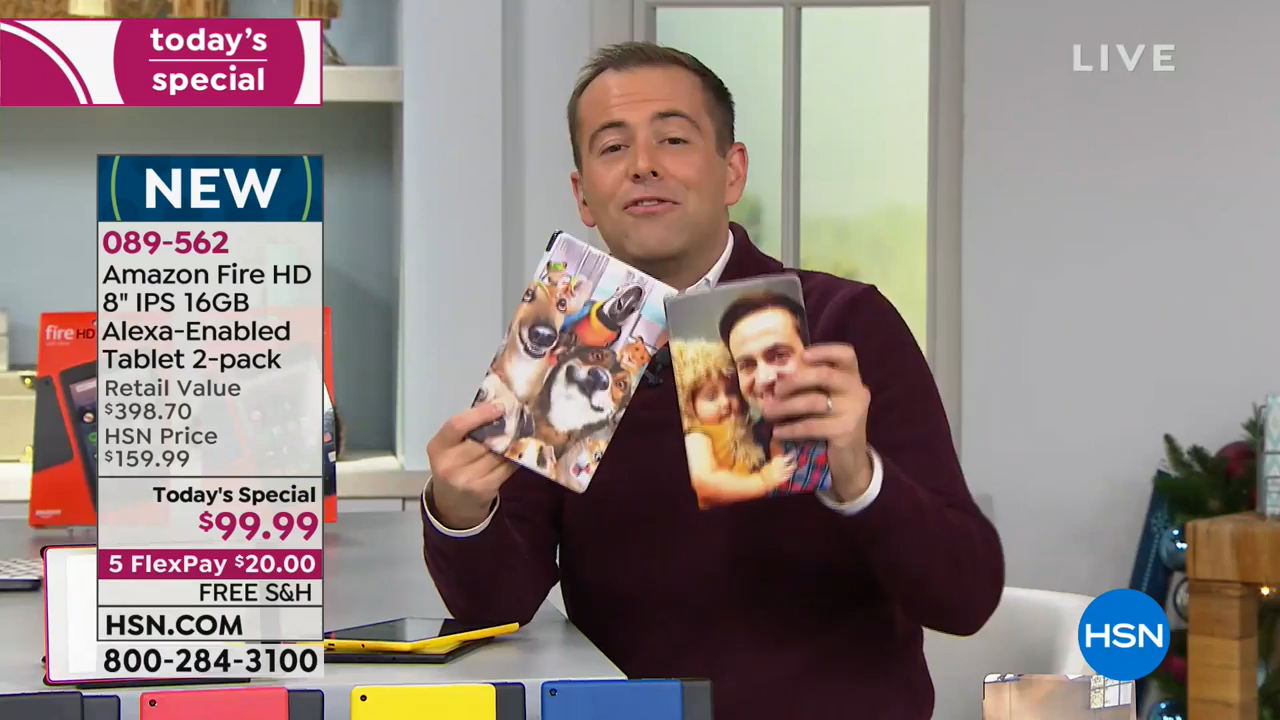 today's
special
LIVE
NEW
089-562
Amazon Fire HD
8" IPS 16GB
Alexa-Enabled
Tablet 2-pack
Retail Value
$398.70
HSN Price
$159.99
Today's Special
$99.99
5 FlexPay $20.00
FREE S&H
HSN.COM
800-284-3100
fire HD
HSN